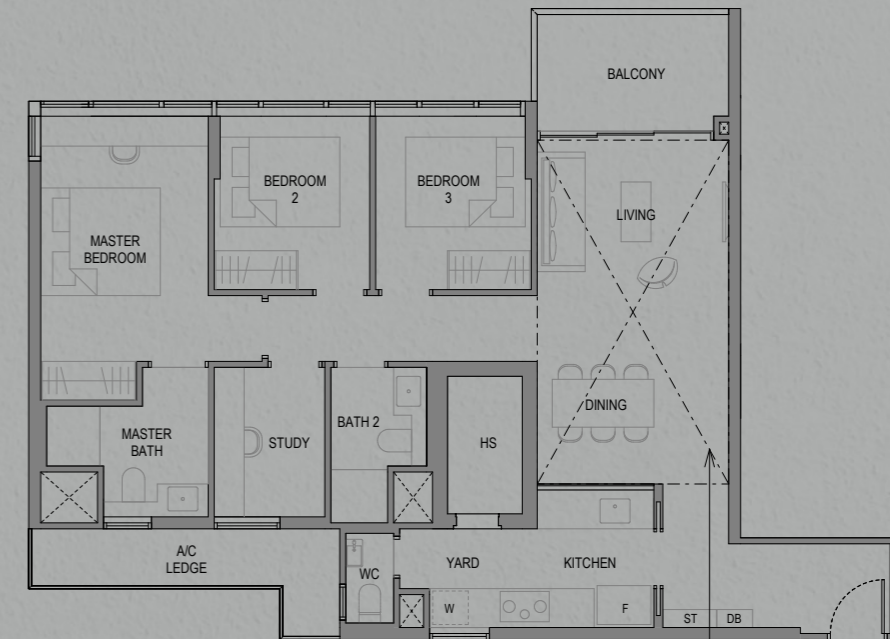 BALCONY
BEDROOM
2
BEDROOM
3
LIVING
MASTER
BEDROOM
DINING
MASTER
BATH
STUDY
BATH 2
HS
A/C
LEDGE
WC
YARD
KITCHEN
W
F
ST
DB